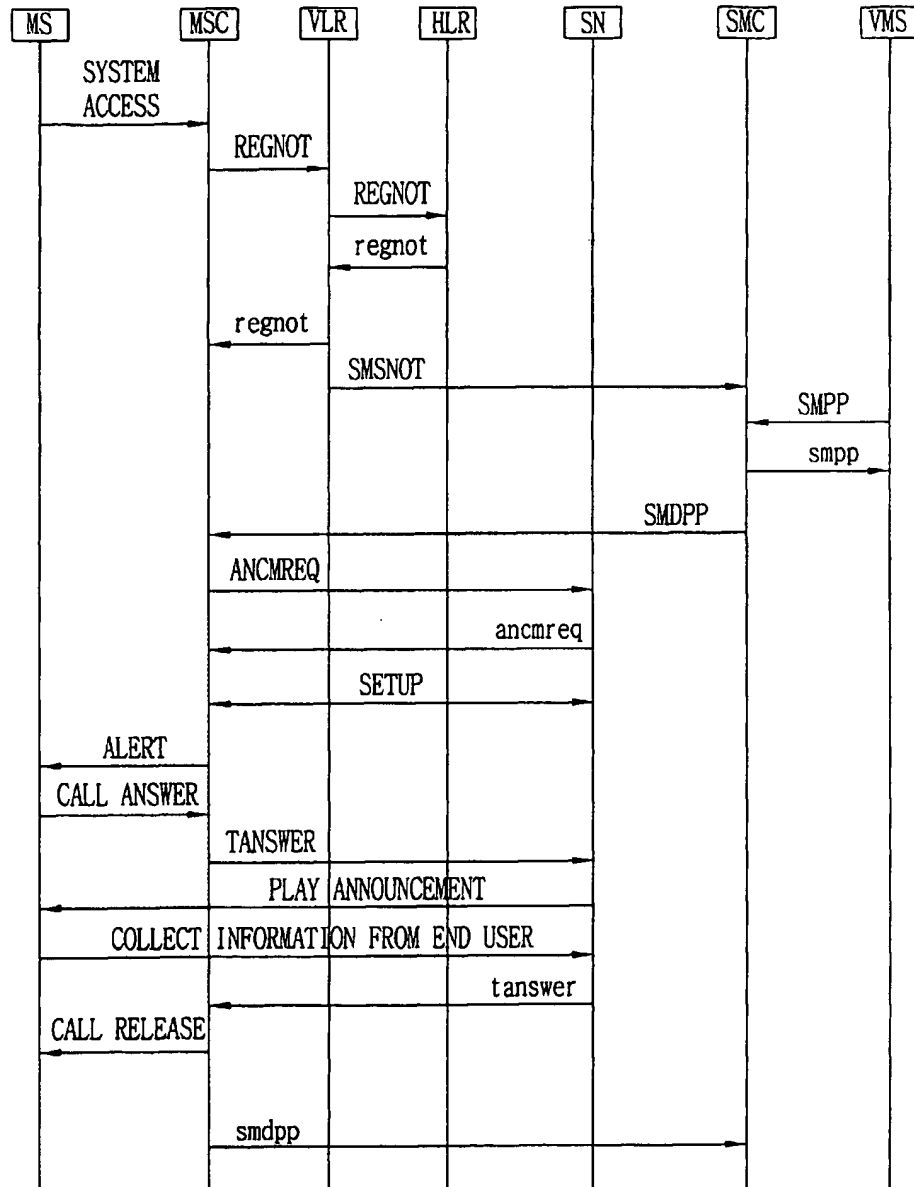 MS MSC VLR HLR SN SMC VMS
SYSTEM
ACCESS
REGNOT
REGNOT
regnot
regnot
SMSNOT
SMPP
smpp
SMDPP
ANCMREQ
ancmreq
SETUP
ALERT
CALL ANSWER
TANSWER
PLAY ANNOUNCEMENT
COLLECT INFORMATION FROM END USER
tanswer
CALL RELEASE
smdpp